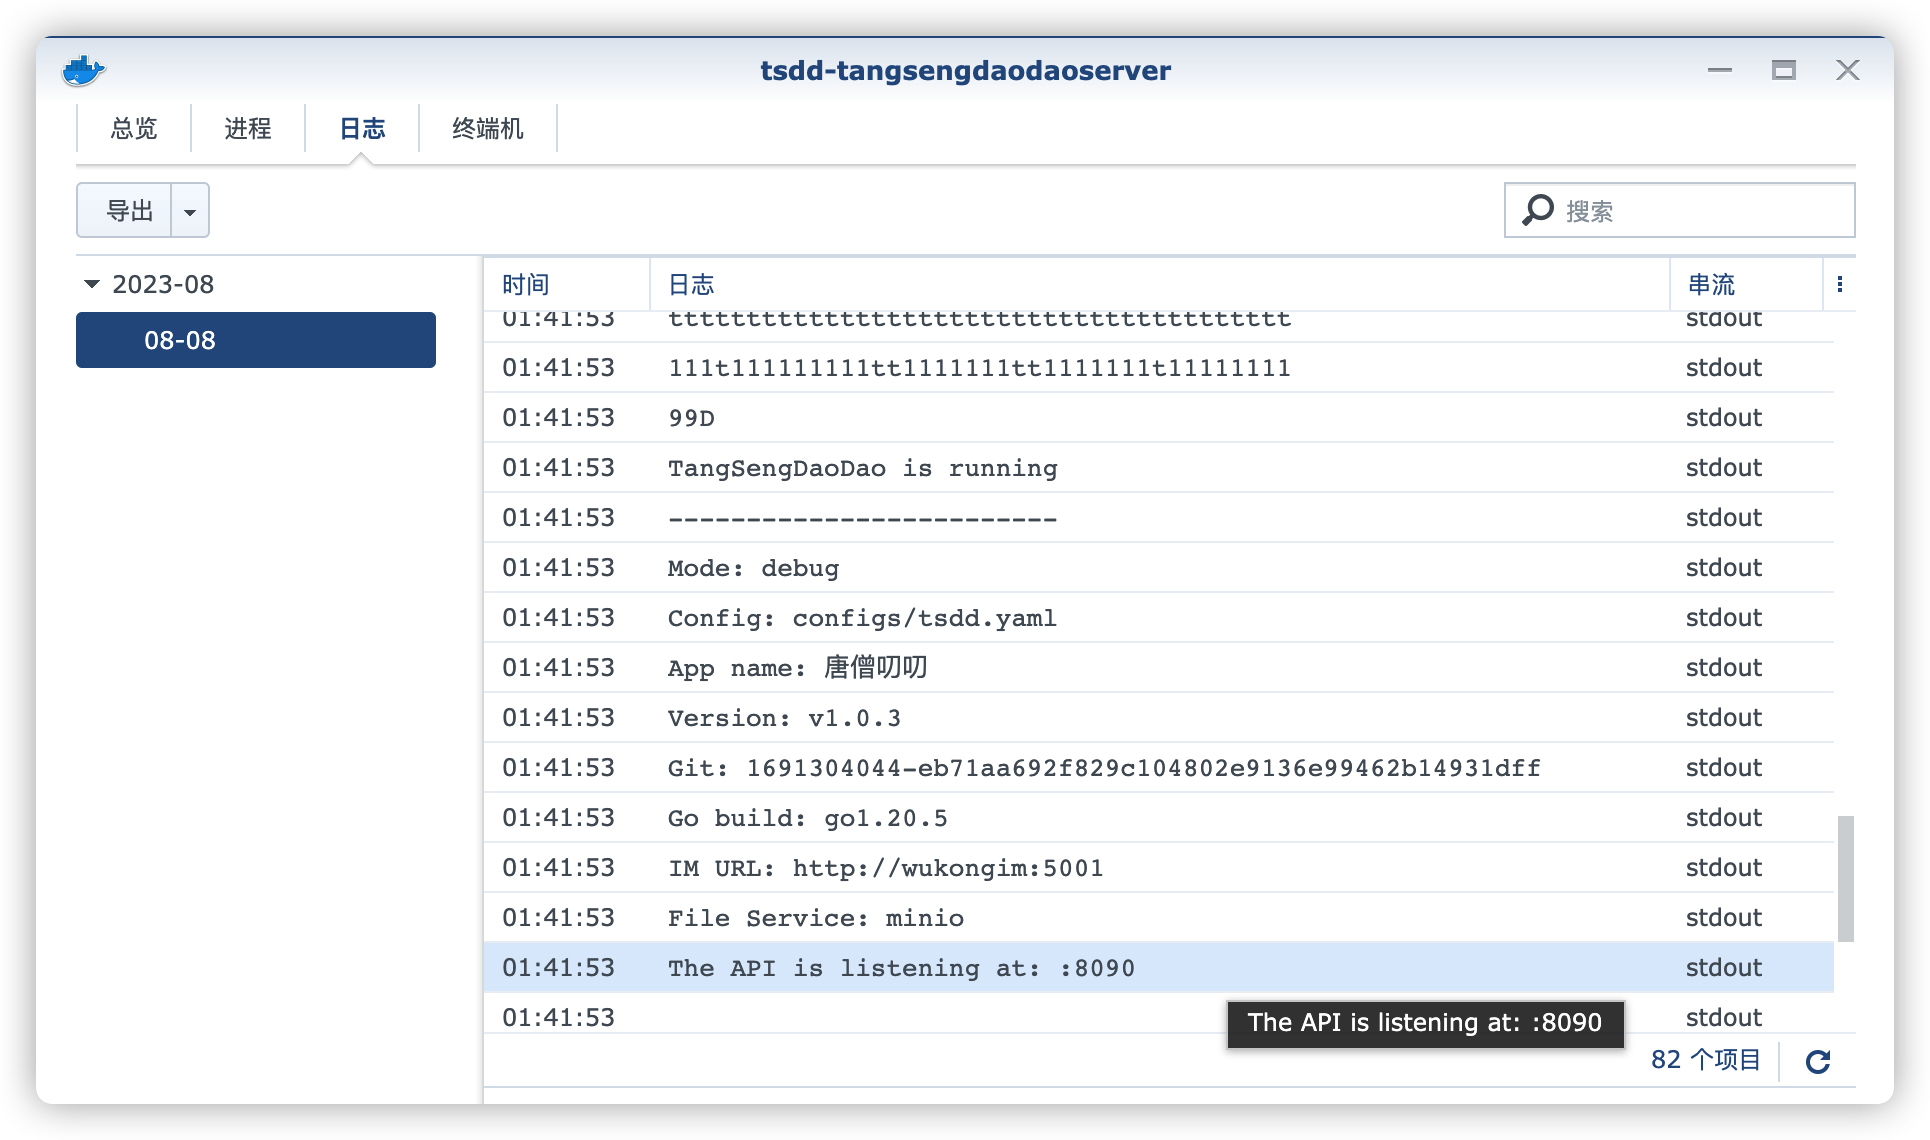 tsdd-tangsengdaodaoserver
总览 进程 日志 终端机
导出 搜索
2023-08
08-08
时间 日志 串流
01:41:53 tttttttttttttttttttttttttttttttttttttttt stdout
01:41:53 111t111111111tt1111111tt1111111t11111111 stdout
01:41:53 99D stdout
01:41:53 TangSengDaoDao is running stdout
01:41:53 ------------------------- stdout
01:41:53 Mode: debug stdout
01:41:53 Config: configs/tsdd.yaml stdout
01:41:53 App name: 唐僧叨叨 stdout
01:41:53 Version: v1.0.3 stdout
01:41:53 Git: 1691304044-eb71aa692f829c104802e9136e99462b14931dff stdout
01:41:53 Go build: go1.20.5 stdout
01:41:53 IM URL: http://wukongim:5001 stdout
01:41:53 File Service: minio stdout
01:41:53 The API is listening at: :8090 stdout
01:41:53 stdout
The API is listening at: :8090
82 个项目